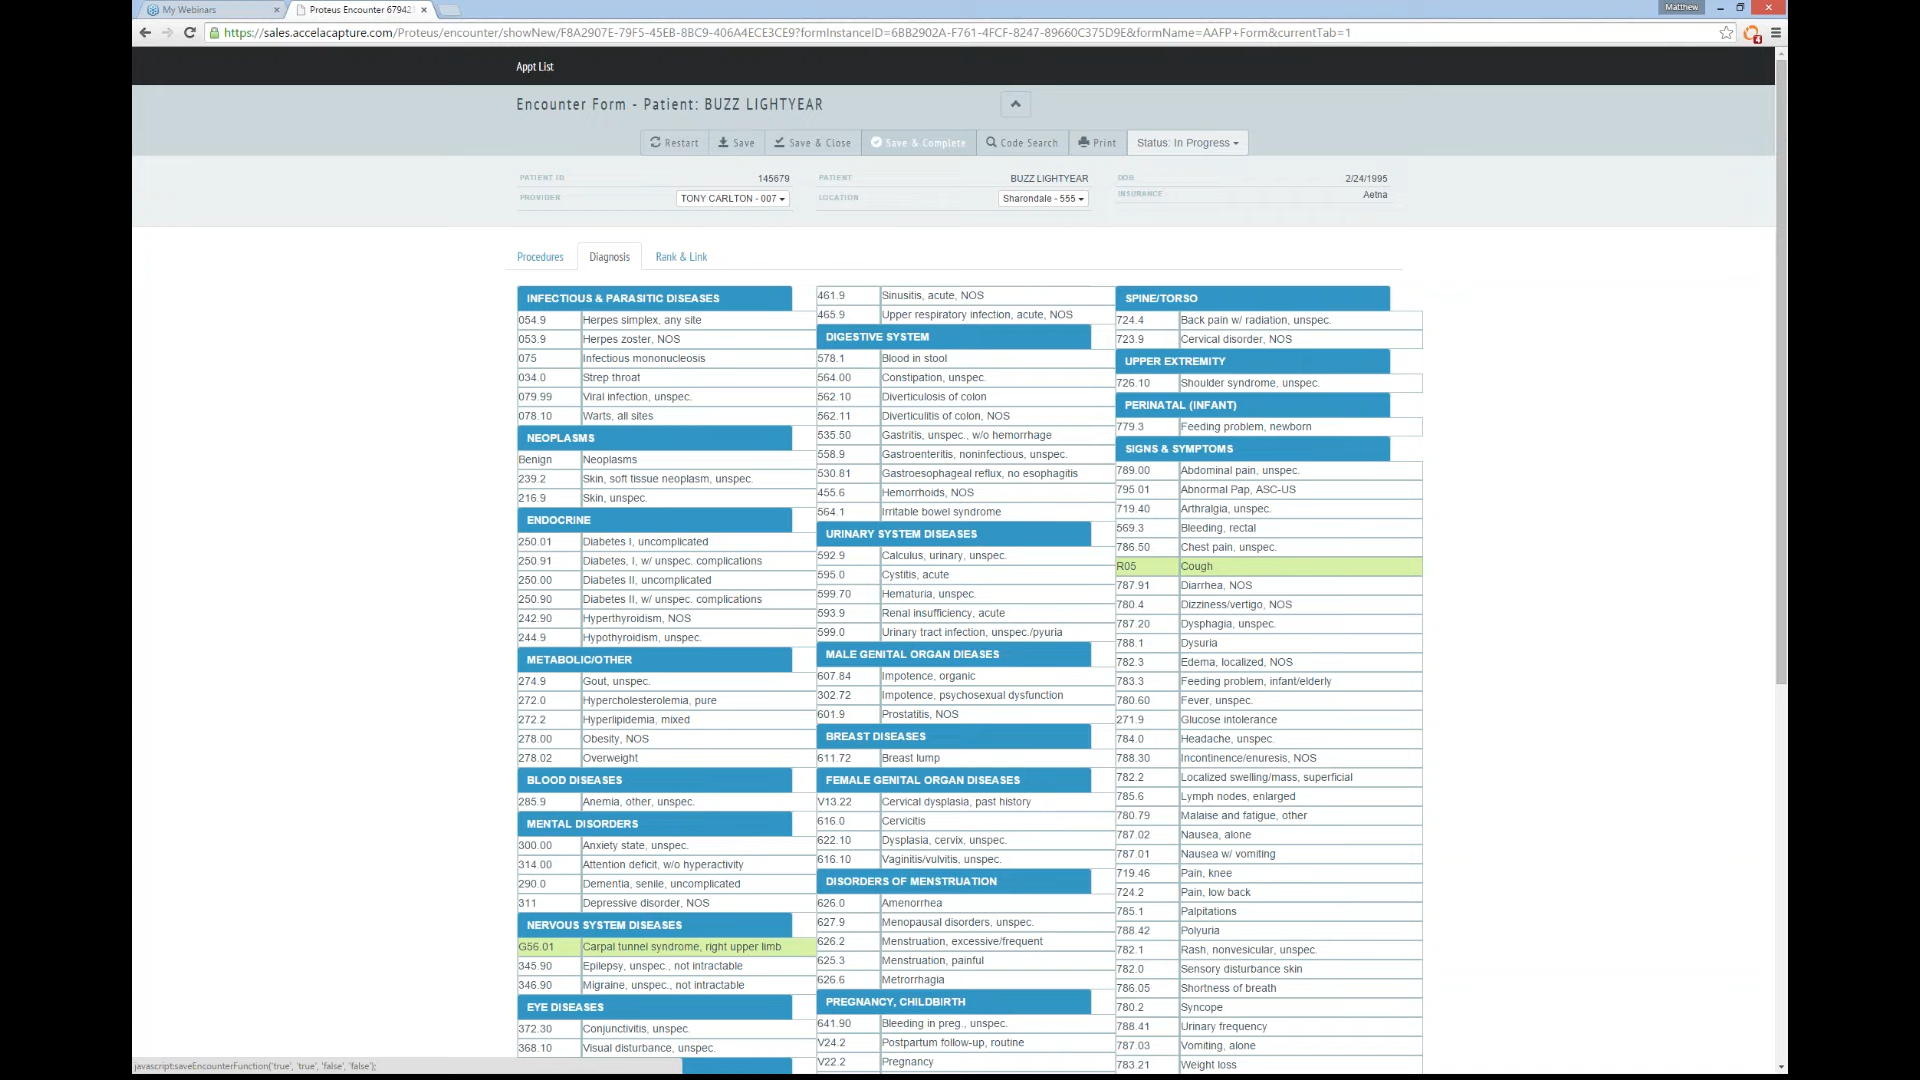 My Webinars
Proteus Encounter 67942
Matthew
https://sales.accelacapture.com/Proteus/encounter/showNew/F8A2907E-79F5-45EB-8BC9-406A4ECE3CE9?formInstanceID=6BB2902A-F761-4FCF-8247-89660C375D9E&formName=AAFP+Form&currentTab=1
Appt List
Encounter Form - Patient: BUZZ LIGHTYEAR
Restart Save Save & Close Save & Complete Code Search Print Status: In Progress
PATIENT ID 145679 PATIENT BUZZ LIGHTYEAR DOB 2/24/1995
PROVIDER TONY CARLTON - 007 LOCATION Sharondale - 555 INSURANCE Aetna
Procedures Diagnosis Rank & Link
INFECTIOUS & PARASITIC DISEASES
054.9 Herpes simplex, any site
053.9 Herpes zoster, NOS
075 Infectious mononucleosis
034.0 Strep throat
079.99 Viral infection, unspec.
078.10 Warts, all sites
NEOPLASMS
Benign Neoplasms
239.2 Skin, soft tissue neoplasm, unspec.
216.9 Skin, unspec.
ENDOCRINE
250.01 Diabetes I, uncomplicated
250.91 Diabetes, I, w/ unspec. complications
250.00 Diabetes II, uncomplicated
250.90 Diabetes II, w/ unspec. complications
242.90 Hyperthyroidism, NOS
244.9 Hypothyroidism, unspec.
METABOLIC/OTHER
274.9 Gout, unspec.
272.0 Hypercholesterolemia, pure
272.2 Hyperlipidemia, mixed
278.00 Obesity, NOS
278.02 Overweight
BLOOD DISEASES
285.9 Anemia, other, unspec.
MENTAL DISORDERS
300.00 Anxiety state, unspec.
314.00 Attention deficit, w/o hyperactivity
290.0 Dementia, senile, uncomplicated
311 Depressive disorder, NOS
NERVOUS SYSTEM DISEASES
G56.01 Carpal tunnel syndrome, right upper limb
345.90 Epilepsy, unspec., not intractable
346.90 Migraine, unspec., not intractable
EYE DISEASES
372.30 Conjunctivitis, unspec.
368.10 Visual disturbance, unspec.
461.9 Sinusitis, acute, NOS
465.9 Upper respiratory infection, acute, NOS
DIGESTIVE SYSTEM
578.1 Blood in stool
564.00 Constipation, unspec.
562.10 Diverticulosis of colon
562.11 Diverticulitis of colon, NOS
535.50 Gastritis, unspec., w/o hemorrhage
558.9 Gastroenteritis, noninfectious, unspec.
530.81 Gastroesophageal reflux, no esophagitis
455.6 Hemorrhoids, NOS
564.1 Irritable bowel syndrome
URINARY SYSTEM DISEASES
592.9 Calculus, urinary, unspec.
595.0 Cystitis, acute
599.70 Hematuria, unspec.
593.9 Renal insufficiency, acute
599.0 Urinary tract infection, unspec./pyuria
MALE GENITAL ORGAN DIEASES
607.84 Impotence, organic
302.72 Impotence, psychosexual dysfunction
601.9 Prostatitis, NOS
BREAST DISEASES
611.72 Breast lump
FEMALE GENITAL ORGAN DISEASES
V13.22 Cervical dysplasia, past history
616.0 Cervicitis
622.10 Dysplasia, cervix, unspec.
616.10 Vaginitis/vulvitis, unspec.
DISORDERS OF MENSTRUATION
626.0 Amenorrhea
627.9 Menopausal disorders, unspec.
626.2 Menstruation, excessive/frequent
625.3 Menstruation, painful
626.6 Metrorrhagia
PREGNANCY, CHILDBIRTH
641.90 Bleeding in preg., unspec.
V24.2 Postpartum follow-up, routine
V22.2 Pregnancy
SPINE/TORSO
724.4 Back pain w/ radiation, unspec.
723.9 Cervical disorder, NOS
UPPER EXTREMITY
726.10 Shoulder syndrome, unspec.
PERINATAL (INFANT)
779.3 Feeding problem, newborn
SIGNS & SYMPTOMS
789.00 Abdominal pain, unspec.
795.01 Abnormal Pap, ASC-US
719.40 Arthralgia, unspec.
569.3 Bleeding, rectal
786.50 Chest pain, unspec.
R05 Cough
787.91 Diarrhea, NOS
780.4 Dizziness/vertigo, NOS
787.20 Dysphagia, unspec.
788.1 Dysuria
782.3 Edema, localized, NOS
783.3 Feeding problem, infant/elderly
780.60 Fever, unspec.
271.9 Glucose intolerance
784.0 Headache, unspec.
788.30 Incontinence/enuresis, NOS
782.2 Localized swelling/mass, superficial
785.6 Lymph nodes, enlarged
780.79 Malaise and fatigue, other
787.02 Nausea, alone
787.01 Nausea w/ vomiting
719.46 Pain, knee
724.2 Pain, low back
785.1 Palpitations
788.42 Polyuria
782.1 Rash, nonvesicular, unspec.
782.0 Sensory disturbance skin
786.05 Shortness of breath
780.2 Syncope
788.41 Urinary frequency
787.03 Vomiting, alone
783.21 Weight loss
javascript:saveEncounterFunction('true', 'true', 'false', 'false');